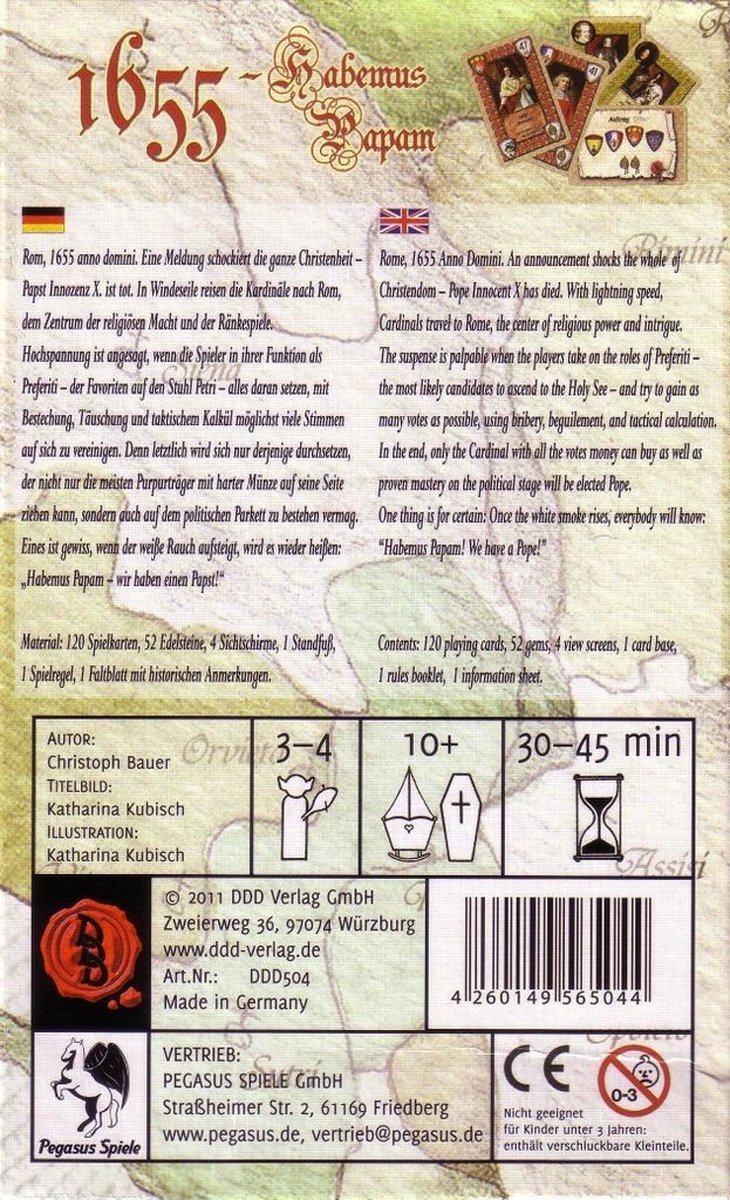 1655 - Habemus
Papam
47
41
Auftrag
Rom, 1655 anno domini. Eine Meldung schockiert die ganze Christenheit –
Papst Innozenz X. ist tot. In Windeseile reisen die Kardinäle nach Rom,
dem Zentrum der religiösen Macht und der Ränkespiele.
Hochspannung ist angesagt, wenn die Spieler in ihrer Funktion als
Preferiti – der Favoriten auf den Stuhl Petri – alles daran setzen, mit
Bestechung, Täuschung und taktischem Kalkül möglichst viele Stimmen
auf sich zu vereinigen. Denn letztlich wird sich nur derjenige durchsetzen,
der nicht nur die meisten Purpurträger mit harter Münze auf seine Seite
ziehen kann, sondern auch auf dem politischen Parkett zu bestehen vermag.
Eines ist gewiss, wenn der weiße Rauch aufsteigt, wird es wieder heißen:
„Habemus Papam – wir haben einen Papst!“
Material: 120 Spielkarten, 52 Edelsteine, 4 Sichtschirme, 1 Standfuß,
1 Spielregel, 1 Faltblatt mit historischen Anmerkungen.
Rome, 1655 Anno Domini. An announcement shocks the whole of
Christendom – Pope Innocent X has died. With lightning speed,
Cardinals travel to Rome, the center of religious power and intrigue.
The suspense is palpable when the players take on the roles of Preferiti –
the most likely candidates to ascend to the Holy See – and try to gain as
many votes as possible, using bribery, beguilement, and tactical calculation.
In the end, only the Cardinal with all the votes money can buy as well as
proven mastery on the political stage will be elected Pope.
One thing is for certain: Once the white smoke rises, everybody will know:
“Habemus Papam! We have a Pope!”
Contents: 120 playing cards, 52 gems, 4 view screens, 1 card base,
1 rules booklet, 1 information sheet.
Rimini
Siena
Orvieto
Assisi
Spoleto
Sutri
Autor:
Christoph Bauer
Titelbild:
Katharina Kubisch
Illustration:
Katharina Kubisch
3–4
10+
30–45 min
DDD
© 2011 DDD Verlag GmbH
Zweierweg 36, 97074 Würzburg
www.ddd-verlag.de
Art.Nr.: DDD504
Made in Germany
4 260149 565044
Pegasus Spiele
VERTRIEB:
PEGASUS SPIELE GmbH
Straßheimer Str. 2, 61169 Friedberg
www.pegasus.de, vertrieb@pegasus.de
CE
0-3
Nicht geeignet
für Kinder unter 3 Jahren:
enthält verschluckbare Kleinteile.